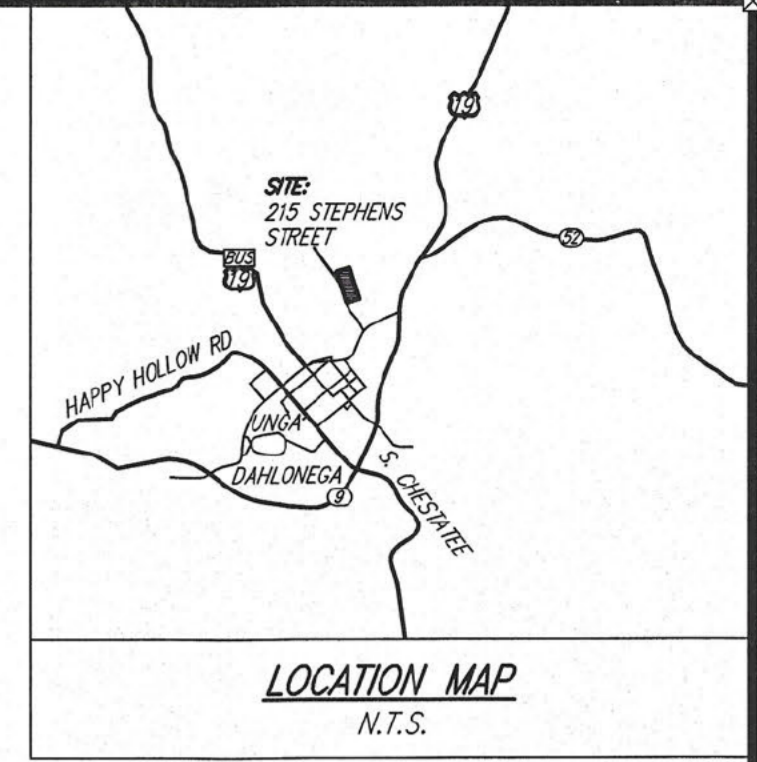 19
SITE:
215 STEPHENS
STREET
52
BUS
19
HAPPY HOLLOW RD
UNGA
DAHLONEGA
9
S. CHESTATEE
LOCATION MAP
N.T.S.